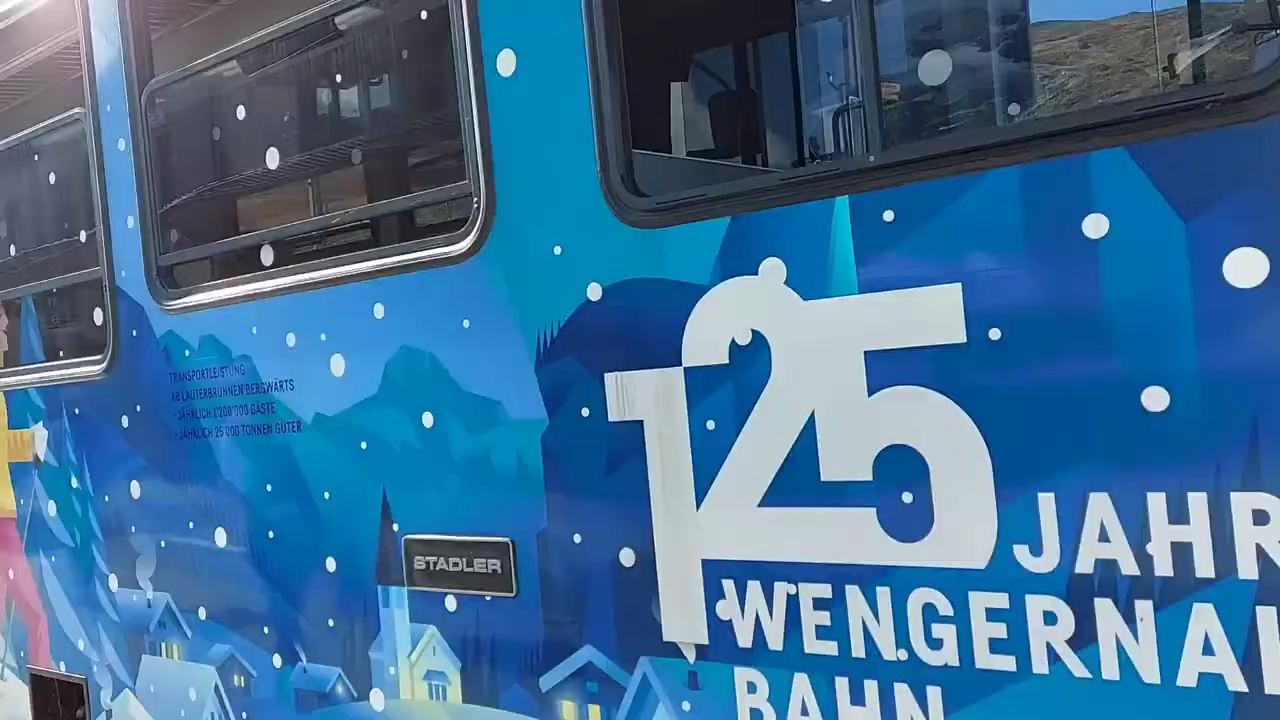 TRANSPORTLEISTUNG
AB LAUTERBRUNNEN BERGWÄRTS
- JÄHRLICH 1'200'000 GÄSTE
- JÄHRLICH 25'000 TONNEN GÜTER
STADLER
125 JAHR
WENGERNAL
BAHN